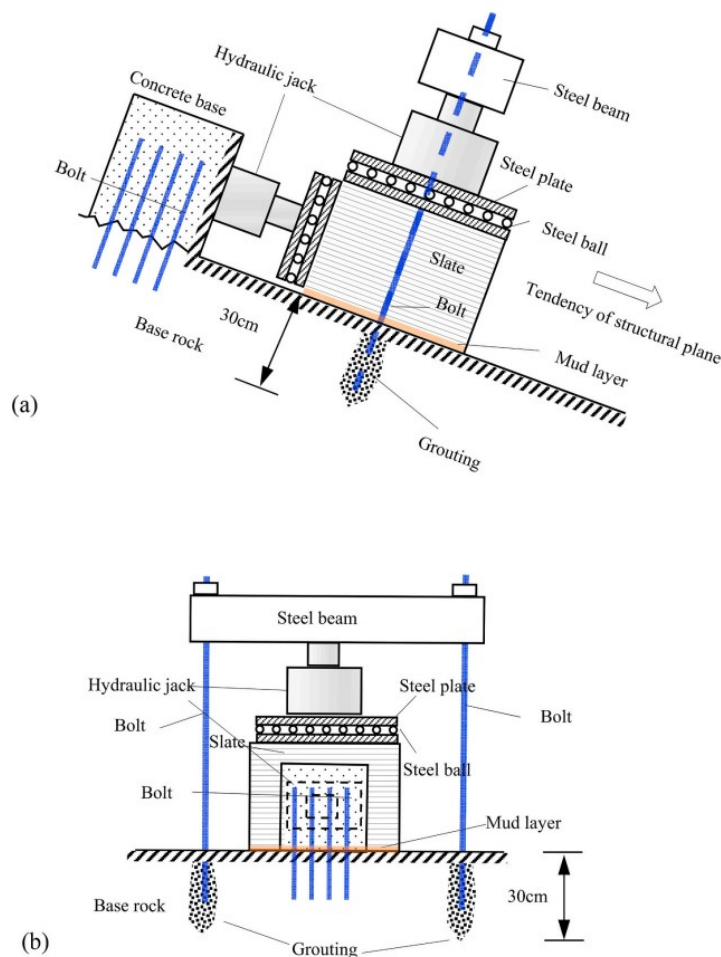 Hydraulic jack
Steel beam
Concrete base
Steel plate
Bolt
Steel ball
Slate
Bolt
Tendency of structural plane
30cm
Base rock
Mud layer
(a)
Grouting
Steel beam
Hydraulic jack
Steel plate
Bolt
Bolt
Slate
Steel ball
Bolt
Mud layer
Base rock
30cm
(b)
Grouting